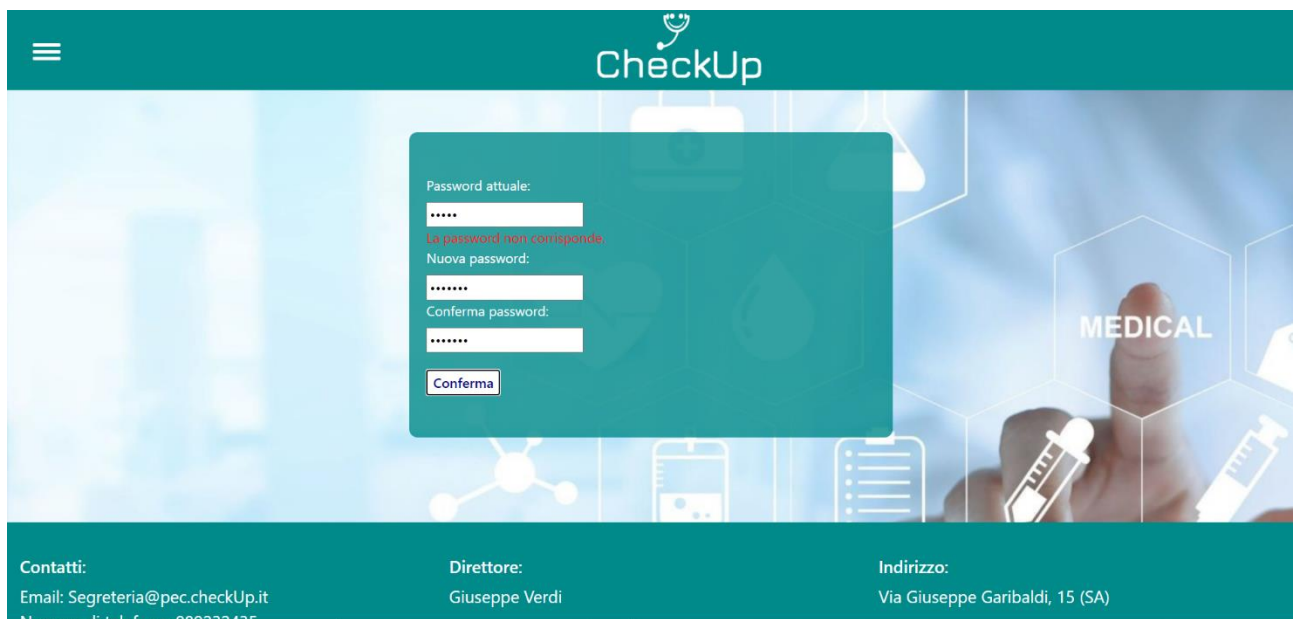 CheckUp
Password attuale:
•••••
La password non corrisponde.
Nuova password:
•••••••
Conferma password:
•••••••
Conferma
MEDICAL
Contatti:
Email: Segreteria@pec.checkUp.it
Direttore:
Giuseppe Verdi
Indirizzo:
Via Giuseppe Garibaldi, 15 (SA)